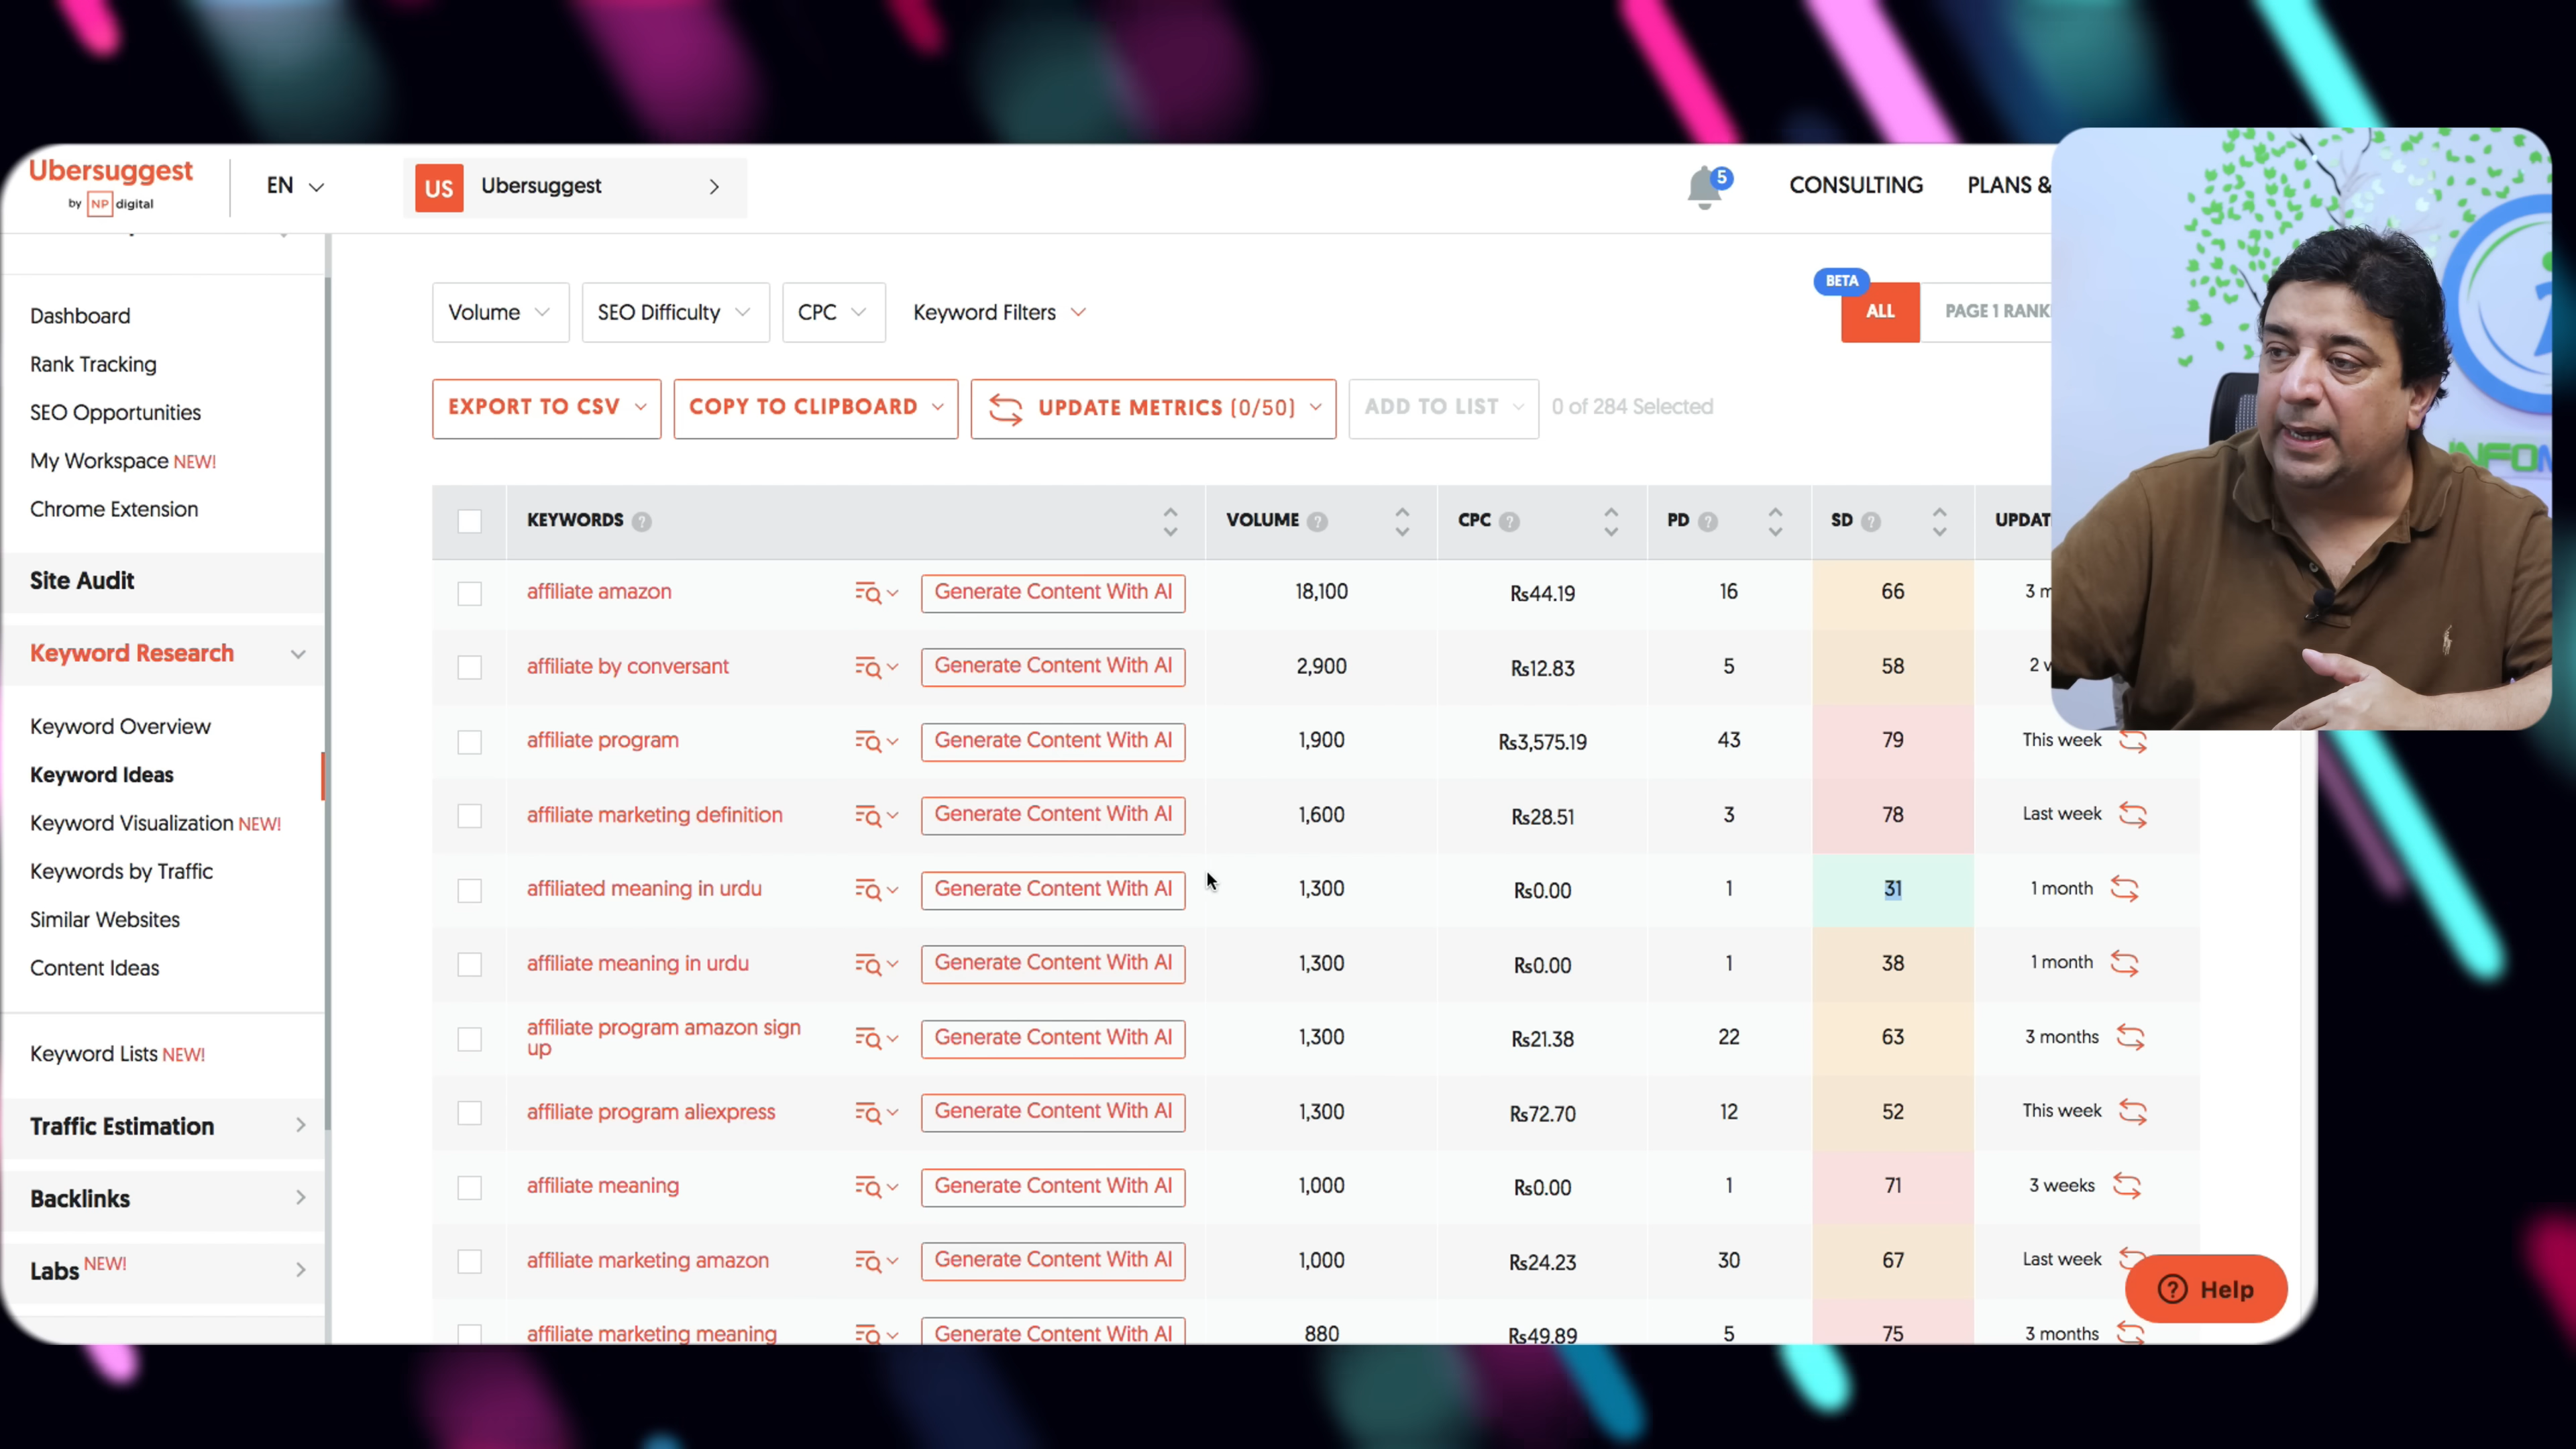 Ubersuggest
by NP digital
EN
US Ubersuggest
5
CONSULTING
PLANS &
Dashboard
Rank Tracking
SEO Opportunities
My Workspace NEW!
Chrome Extension
Site Audit
Keyword Research
Keyword Overview
Keyword Ideas
Keyword Visualization NEW!
Keywords by Traffic
Similar Websites
Content Ideas
Keyword Lists NEW!
Traffic Estimation
Backlinks
Labs NEW!
Volume
SEO Difficulty
CPC
Keyword Filters
BETA
ALL
PAGE 1 RANK
EXPORT TO CSV
COPY TO CLIPBOARD
UPDATE METRICS (0/50)
ADD TO LIST
0 of 284 Selected
KEYWORDS ? VOLUME ? CPC ? PD ? SD ? UPDAT
affiliate amazon Generate Content With AI 18,100 Rs44.19 16 66 3 m
affiliate by conversant Generate Content With AI 2,900 Rs12.83 5 58 2
affiliate program Generate Content With AI 1,900 Rs3,575.19 43 79 This week
affiliate marketing definition Generate Content With AI 1,600 Rs28.51 3 78 Last week
affiliated meaning in urdu Generate Content With AI 1,300 Rs0.00 1 31 1 month
affiliate meaning in urdu Generate Content With AI 1,300 Rs0.00 1 38 1 month
affiliate program amazon sign
up Generate Content With AI 1,300 Rs21.38 22 63 3 months
affiliate program aliexpress Generate Content With AI 1,300 Rs72.70 12 52 This week
affiliate meaning Generate Content With AI 1,000 Rs0.00 1 71 3 weeks
affiliate marketing amazon Generate Content With AI 1,000 Rs24.23 30 67 Last week
affiliate marketing meaning Generate Content With AI 880 Rs49.89 5 75 3 months
? Help